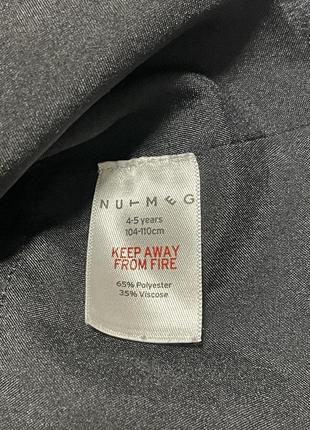 NUTMEG
4-5 years
104-110cm
KEEP AWAY
FROM FIRE
65% Polyester
35% Viscose